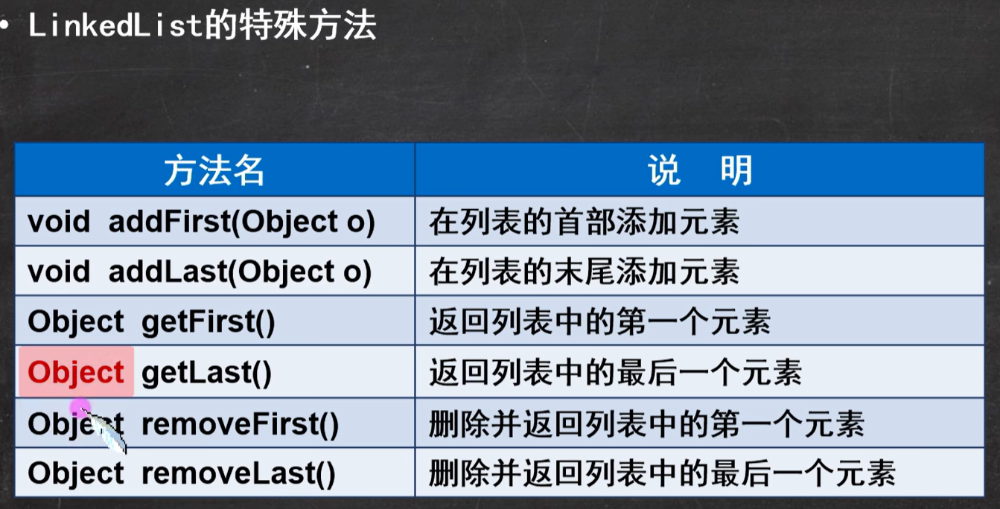 • LinkedList的特殊方法
方法名 说 明
void addFirst(Object o) 在列表的首部添加元素
void addLast(Object o) 在列表的末尾添加元素
Object getFirst() 返回列表中的第一个元素
Object getLast() 返回列表中的最后一个元素
Object removeFirst() 删除并返回列表中的第一个元素
Object removeLast() 删除并返回列表中的最后一个元素